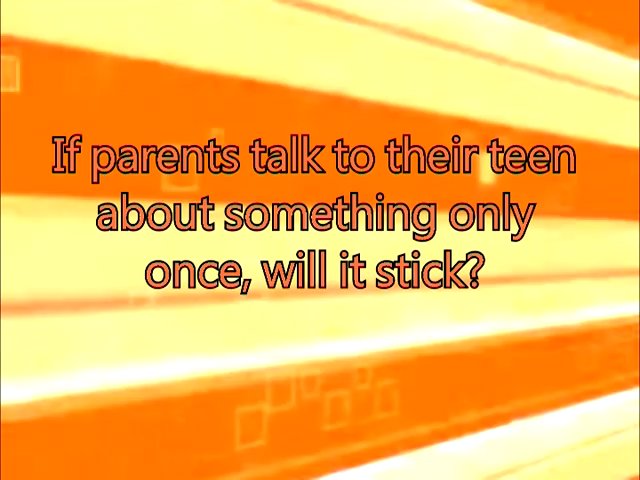 If parents talk to their teen
about something only
once, will it stick?